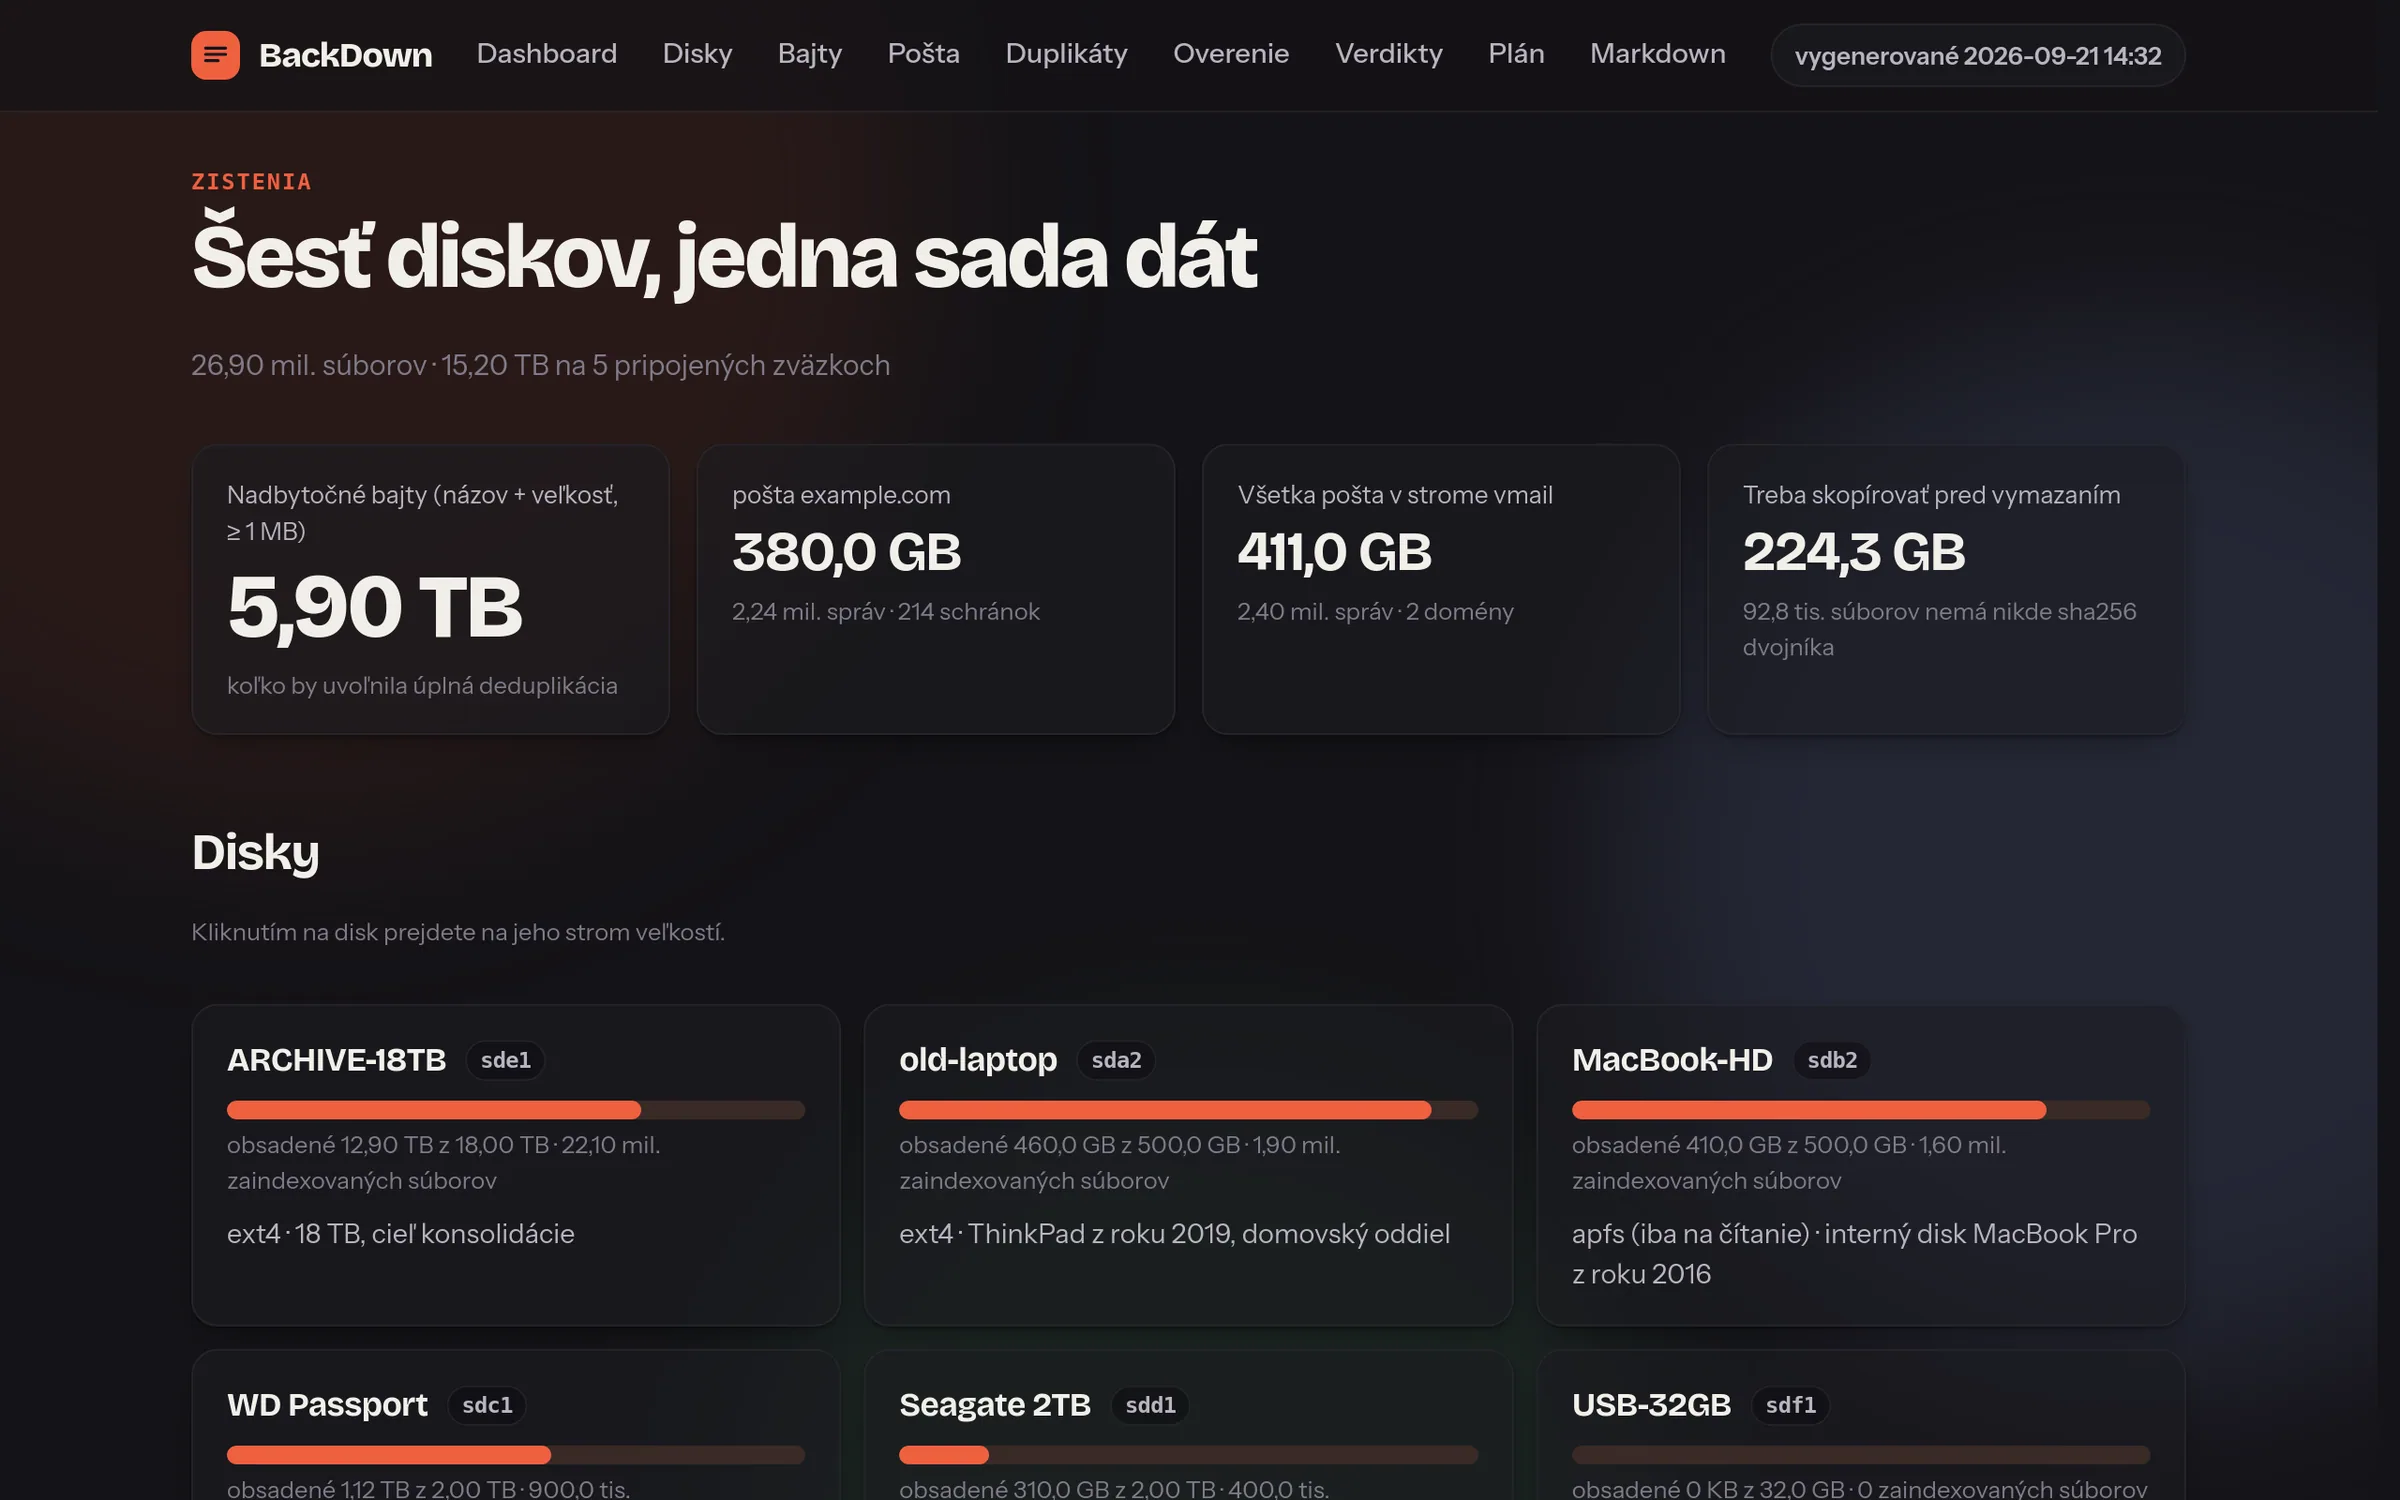 BackDown
Dashboard
Disky
Bajty
Pošta
Duplikáty
Overenie
Verdikty
Plán
Markdown
vygenerované 2026-09-21 14:32
ZISTENIA
Šesť diskov, jedna sada dát
26,90 mil. súborov · 15,20 TB na 5 pripojených zväzkoch
Nadbytočné bajty (názov + veľkosť,
≥ 1 MB)
5,90 TB
koľko by uvoľnila úplná deduplikácia
pošta example.com
380,0 GB
2,24 mil. správ · 214 schránok
Všetka pošta v strome vmail
411,0 GB
2,40 mil. správ · 2 domény
Treba skopírovať pred vymazaním
224,3 GB
92,8 tis. súborov nemá nikde sha256
dvojníka
Disky
Kliknutím na disk prejdete na jeho strom veľkostí.
ARCHIVE-18TB sde1
obsadené 12,90 TB z 18,00 TB · 22,10 mil.
zaindexovaných súborov
ext4 · 18 TB, cieľ konsolidácie
old-laptop sda2
obsadené 460,0 GB z 500,0 GB · 1,90 mil.
zaindexovaných súborov
ext4 · ThinkPad z roku 2019, domovský oddiel
MacBook-HD sdb2
obsadené 410,0 GB z 500,0 GB · 1,60 mil.
zaindexovaných súborov
apfs (iba na čítanie) · interný disk MacBook Pro
z roku 2016
WD Passport sdc1
obsadené 1,12 TB z 2,00 TB · 900,0 tis.
Seagate 2TB sdd1
obsadené 310,0 GB z 2,00 TB · 400,0 tis.
USB-32GB sdf1
obsadené 0 KB z 32,0 GB · 0 zaindexovaných súborov